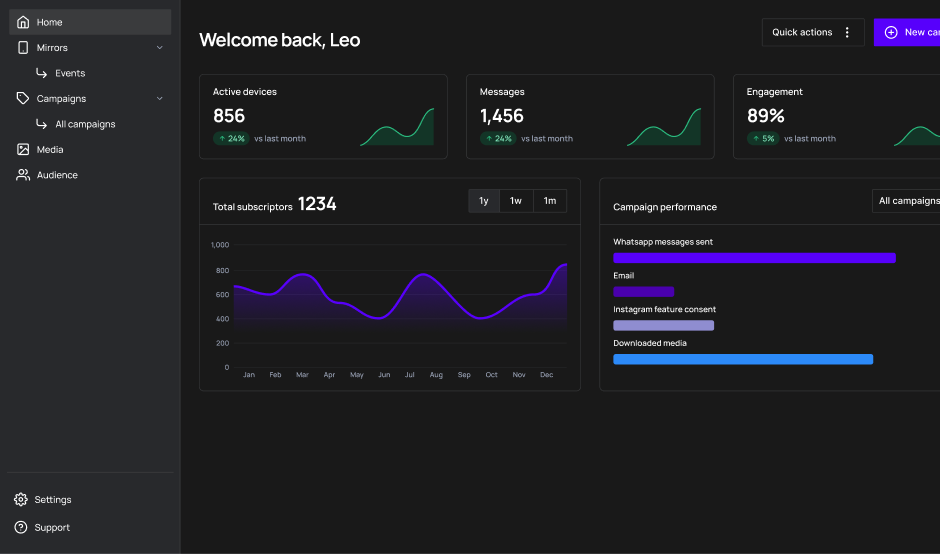 Home
Mirrors
Events
Campaigns
All campaigns
Media
Audience
Settings
Support
Welcome back, Leo
Quick actions
New
Active devices
856
↑ 24% vs last month
Messages
1,456
↑ 24% vs last month
Engagement
89%
↑ 5% vs last month
Total subscriptors 1234
1y 1w 1m
1,000
800
600
400
200
0
Jan Feb Mar Apr May Jun Jul Aug Sep Oct Nov Dec
Campaign performance
All campaigns
Whatsapp messages sent
Email
Instagram feature consent
Downloaded media